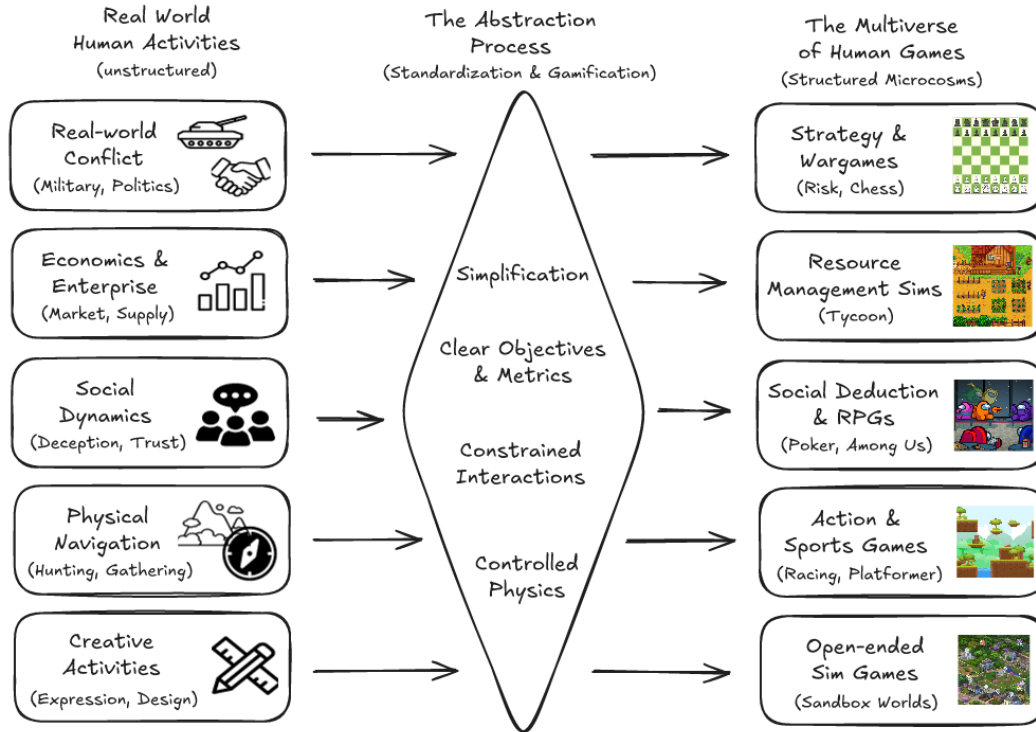 Real World
Human Activities
(unstructured)
The Abstraction
Process
(Standardization & Gamification)
The Multiverse
of Human Games
(Structured Microcosms)
Real-world
Conflict
(Military, Politics)
Economics &
Enterprise
(Market, Supply)
Social
Dynamics
(Deception, Trust)
Physical
Navigation
(Hunting, Gathering)
Creative
Activities
(Expression, Design)
Simplification
Clear Objectives
& Metrics
Constrained
Interactions
Controlled
Physics
Strategy &
Wargames
(Risk, Chess)
Resource
Management Sims
(Tycoon)
Social Deduction
& RPGs
(Poker, Among Us)
Action &
Sports Games
(Racing, Platformer)
Open-ended
Sim Games
(Sandbox Worlds)